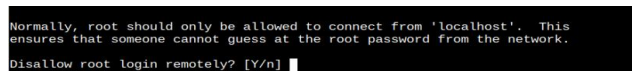 Normally, root should only be allowed to connect from 'localhost'.  This
ensures that someone cannot guess at the root password from the network.
Disallow root login remotely? [Y/n]